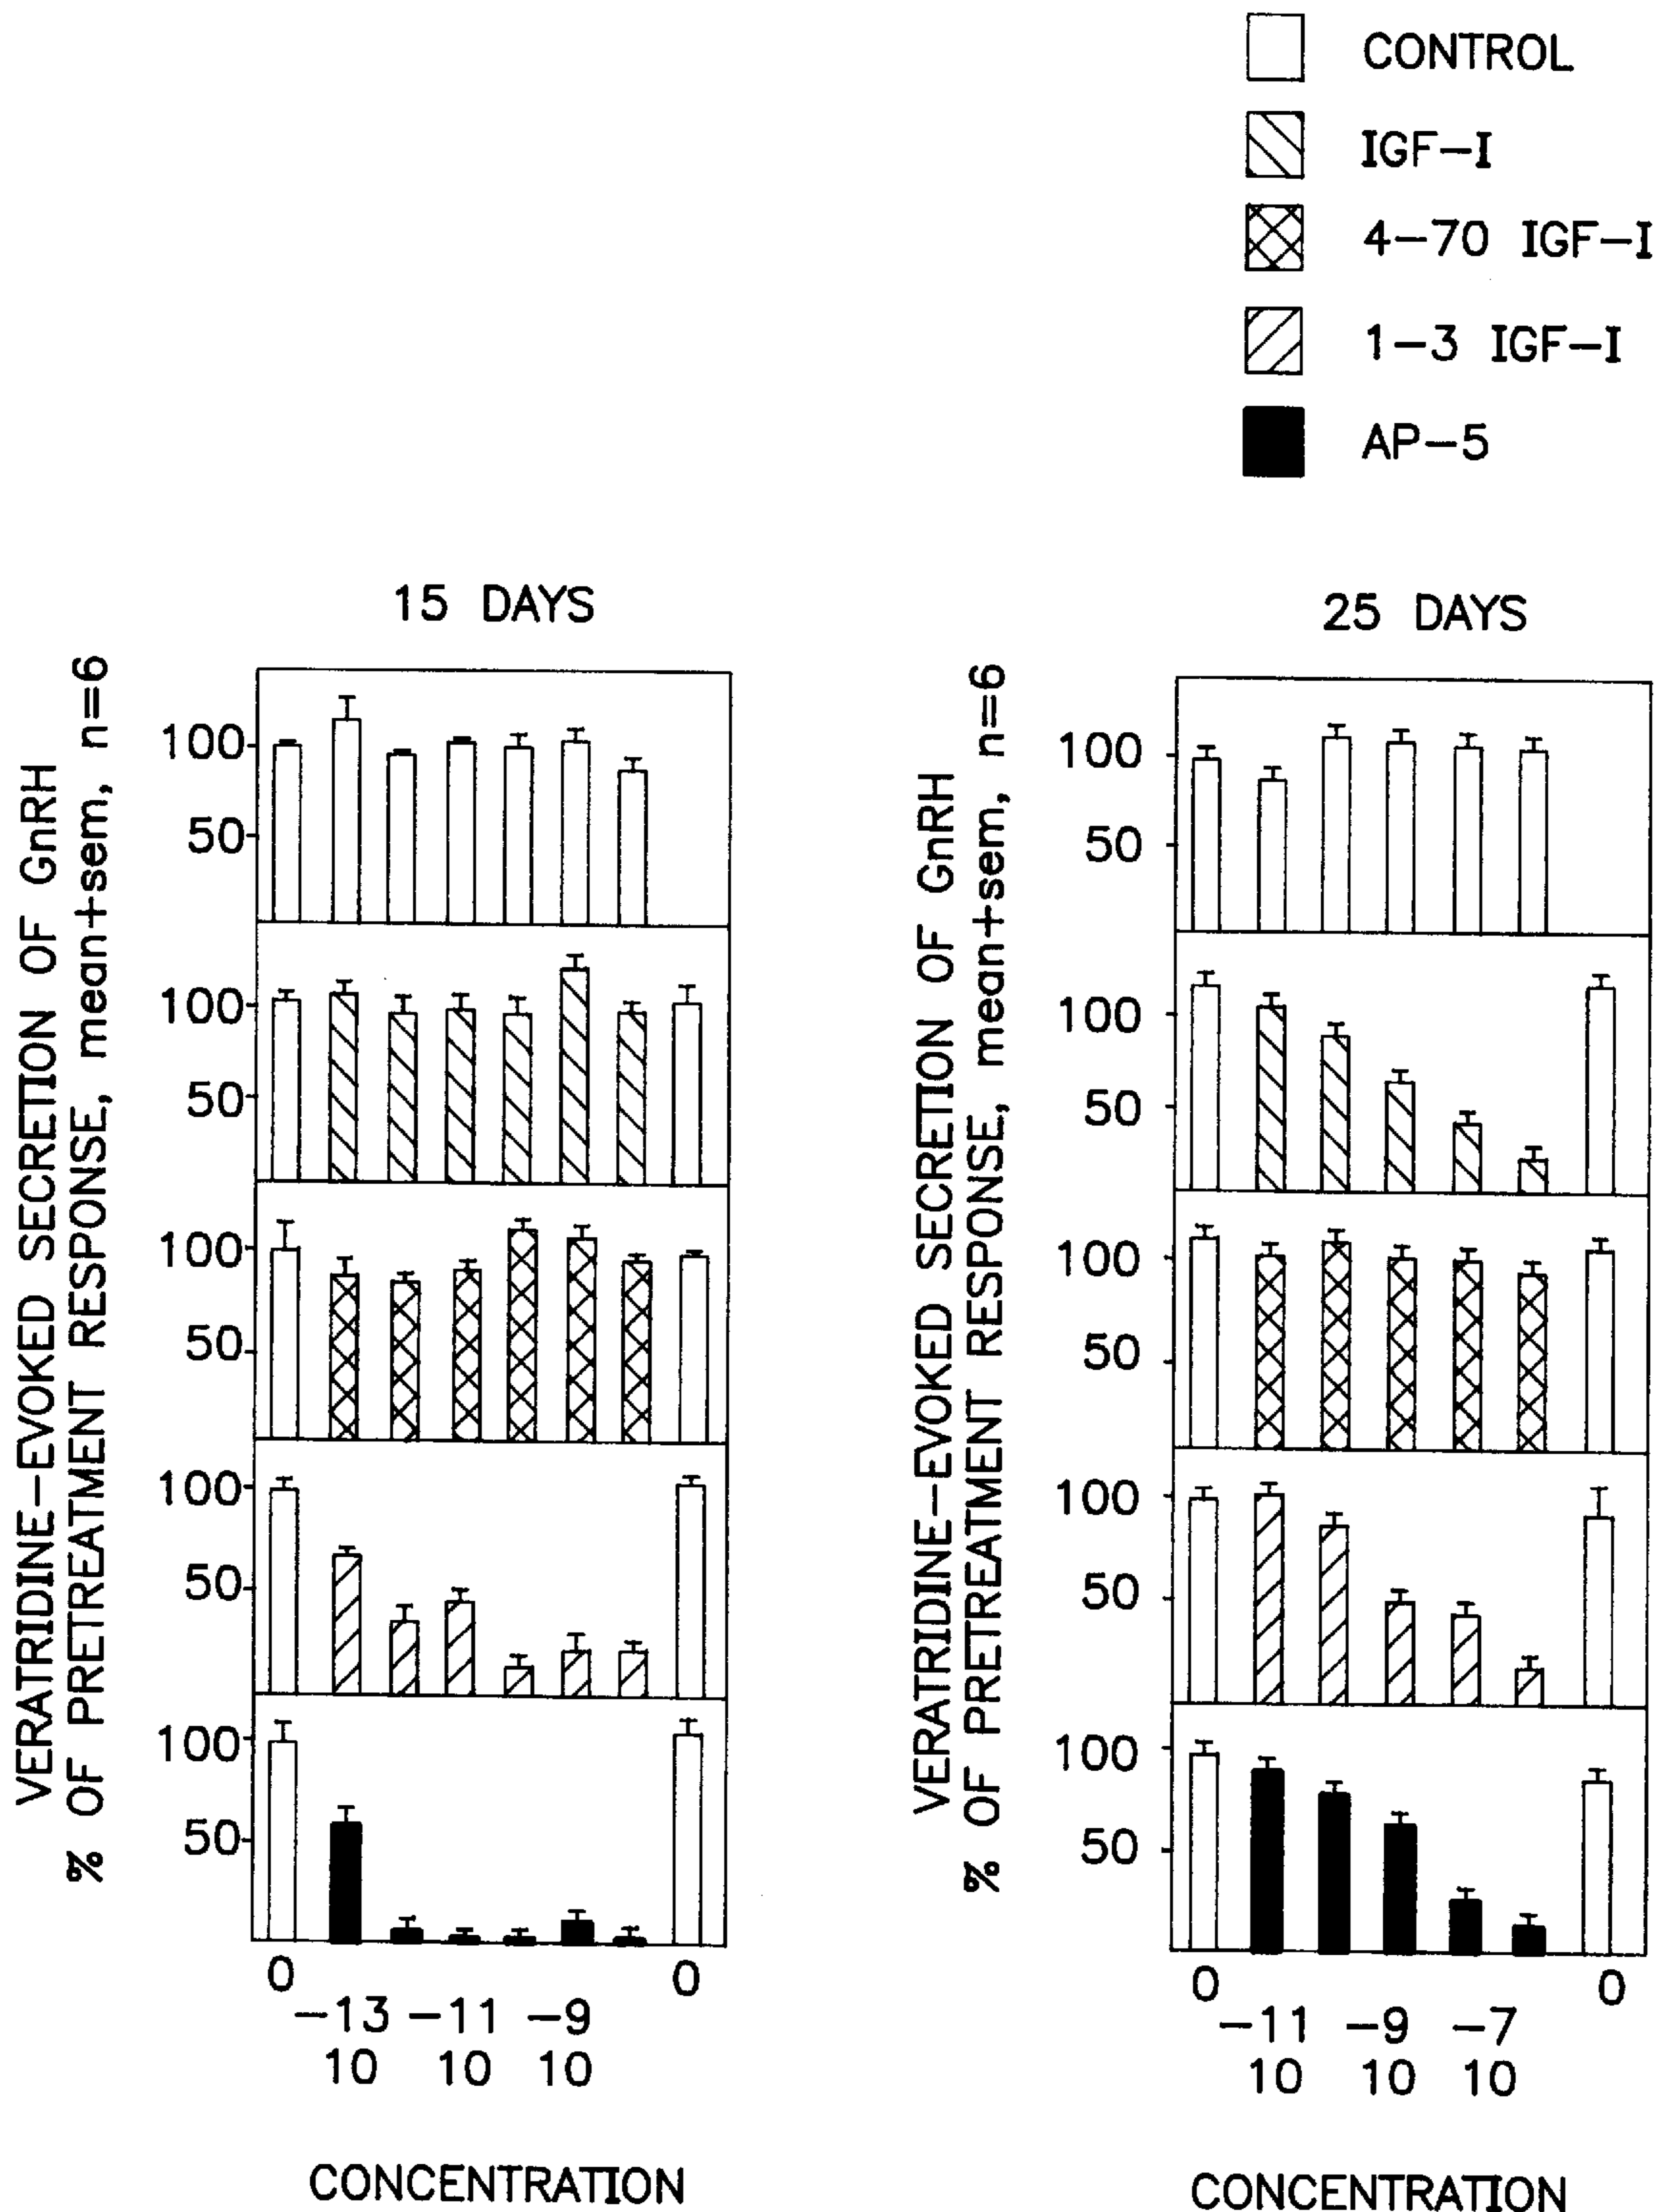 CONTROL
IGF-I
4-70 IGF-I
1-3 IGF-I
AP-5
15 DAYS
VERATRIDINE-EVOKED SECRETION OF GnRH
% OF PRETREATMENT RESPONSE, mean+sem, n=6
100
50
100
50
100
50
100
50
100
50
0 0
-13 -11 -9
10 10 10
CONCENTRATION
25 DAYS
VERATRIDINE-EVOKED SECRETION OF GnRH
% OF PRETREATMENT RESPONSE, mean+sem, n=6
100
50
100
50
100
50
100
50
100
50
0 0
-11 -9 -7
10 10 10
CONCENTRATION